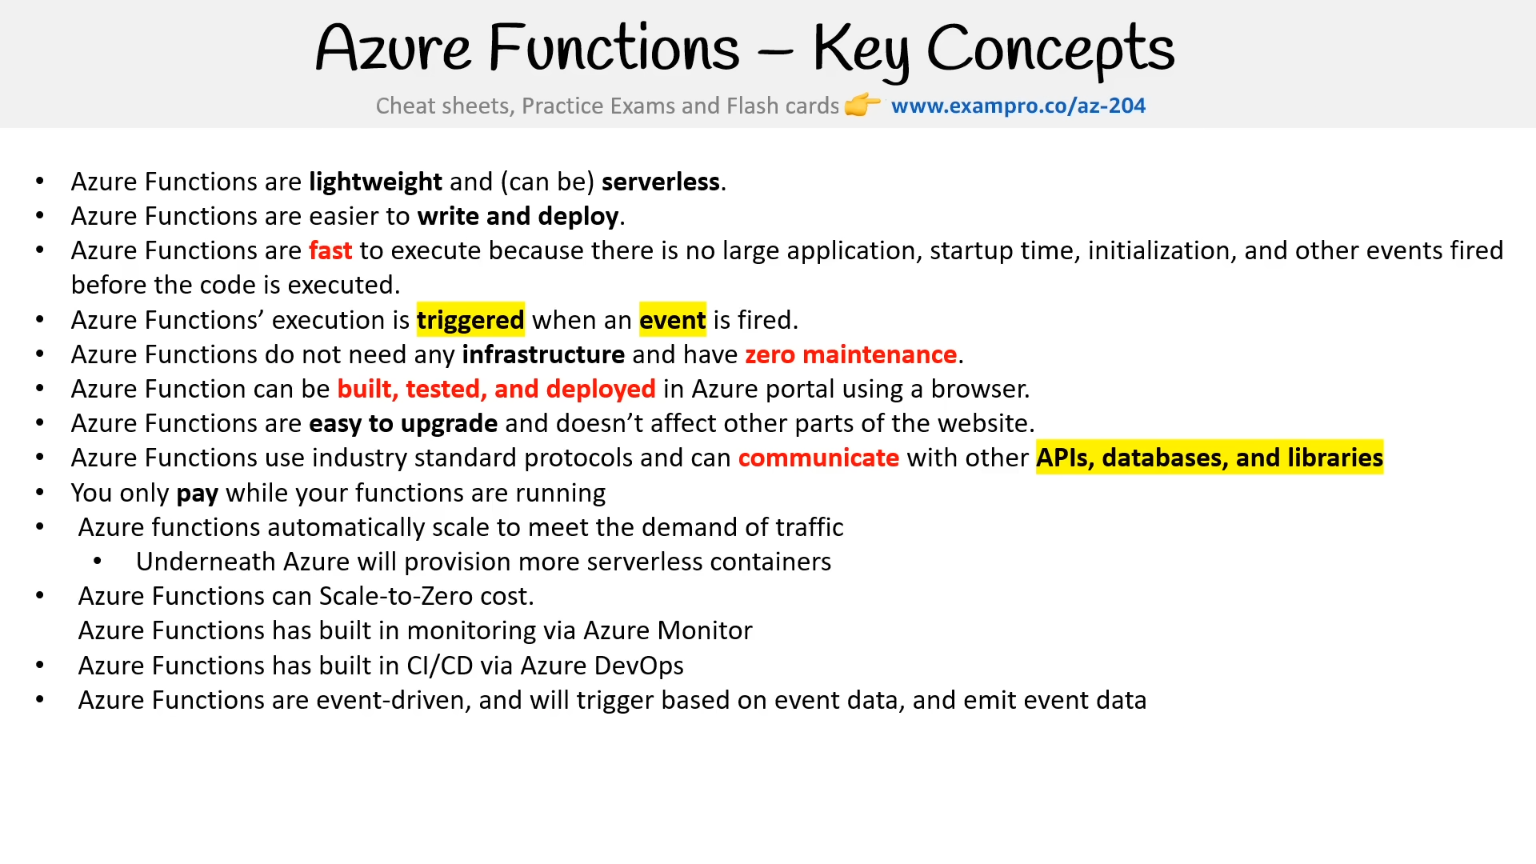 Azure Functions – Key Concepts
Cheat sheets, Practice Exams and Flash cards 👉 www.exampro.co/az-204
• Azure Functions are lightweight and (can be) serverless.
• Azure Functions are easier to write and deploy.
• Azure Functions are fast to execute because there is no large application, startup time, initialization, and other events fired
before the code is executed.
• Azure Functions’ execution is triggered when an event is fired.
• Azure Functions do not need any infrastructure and have zero maintenance.
• Azure Function can be built, tested, and deployed in Azure portal using a browser.
• Azure Functions are easy to upgrade and doesn’t affect other parts of the website.
• Azure Functions use industry standard protocols and can communicate with other APIs, databases, and libraries
• You only pay while your functions are running
• Azure functions automatically scale to meet the demand of traffic
• Underneath Azure will provision more serverless containers
• Azure Functions can Scale-to-Zero cost.
Azure Functions has built in monitoring via Azure Monitor
• Azure Functions has built in CI/CD via Azure DevOps
• Azure Functions are event-driven, and will trigger based on event data, and emit event data